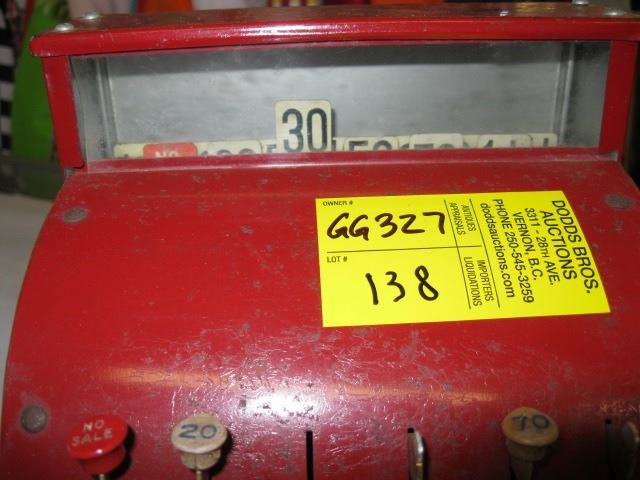 30
NO
OWNER #
GG327
LOT #
138
ANTIQUES
APPRAISALS
IMPORTERS
LIQUIDATIONS
DODDS BROS.
AUCTIONS
3311 - 28TH AVE.
VERNON, B.C.
PHONE 250-545-3259
doddsauctions.com
NO
SALE
20
70